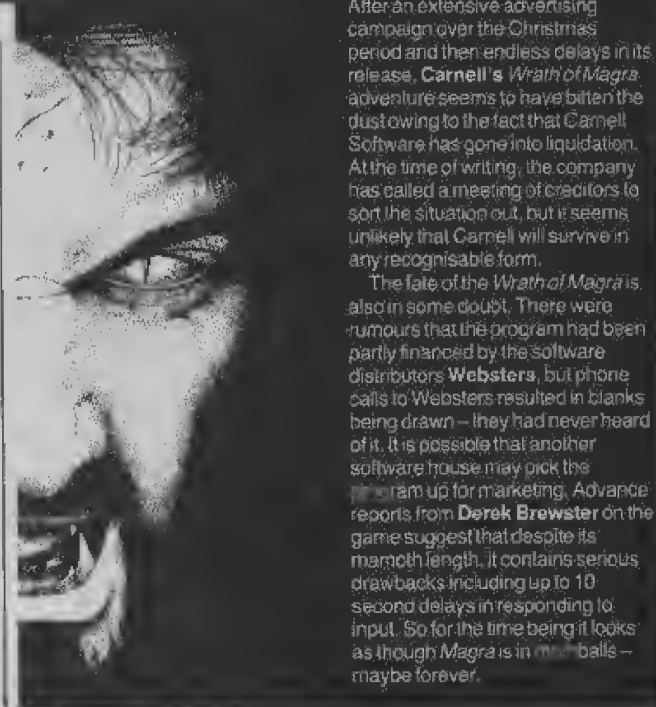 After an extensive advertising
campaign over the Christmas
period and then endless delays in its
release, Carnell's Wrath of Magra
adventure seems to have bitten the
dust owing to the fact that Carnell
Software has gone into liquidation.
At the time of writing, the company
has called a meeting of creditors to
sort the situation out, but it seems
unlikely that Carnell will survive in
any recognisable form.
The fate of the Wrath of Magra is
also in some doubt. There were
rumours that the program had been
partly financed by the software
distributors Websters, but phone
calls to Websters resulted in blanks
being drawn – they had never heard
of it. It is possible that another
software house may pick the
am up for marketing. Advance
reports from Derek Brewster on the
game suggest that despite its
mamoth length, it contains serious
drawbacks including up to 10
second delays in responding to
input. So for the time being it looks
as though Magra is in balls –
maybe forever.